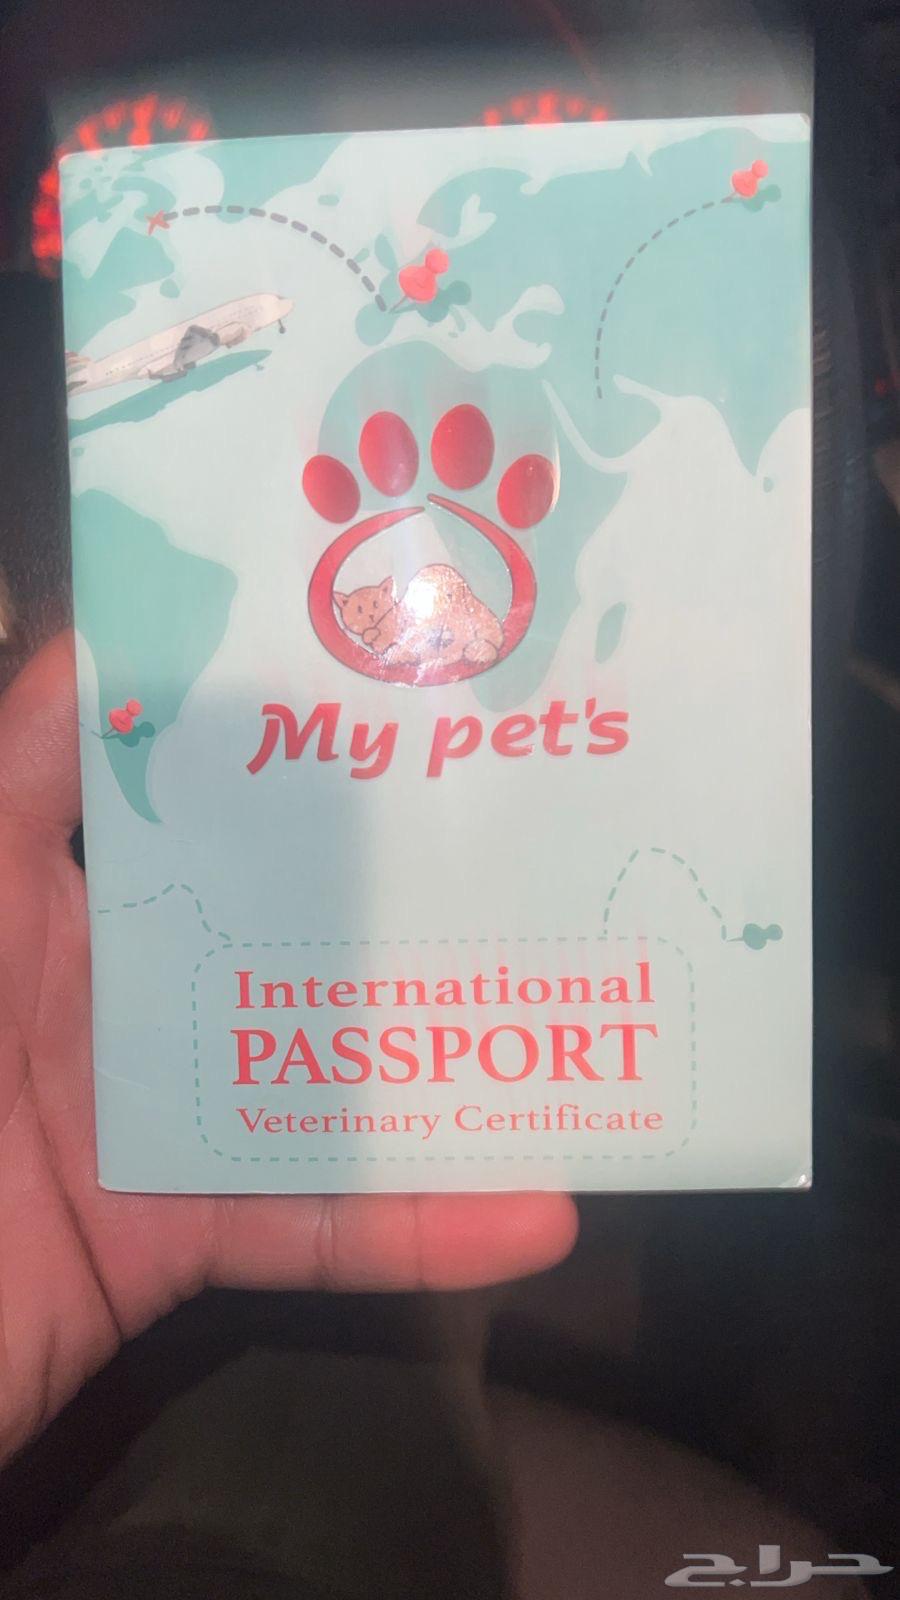 My pet's
International
PASSPORT
Veterinary Certificate
حراج